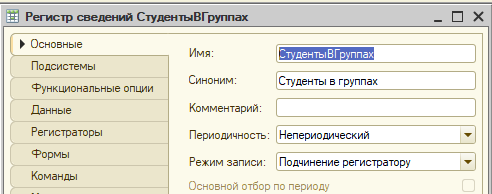 Регистр сведений СтудентыВГруппах
Основные
Подсистемы
Функциональные опции
Данные
Регистраторы
Формы
Команды
Имя: СтудентыВГруппах
Синоним: Студенты в группах
Комментарий:
Периодичность: Непериодический
Режим записи: Подчинение регистратору
Основной отбор по периоду